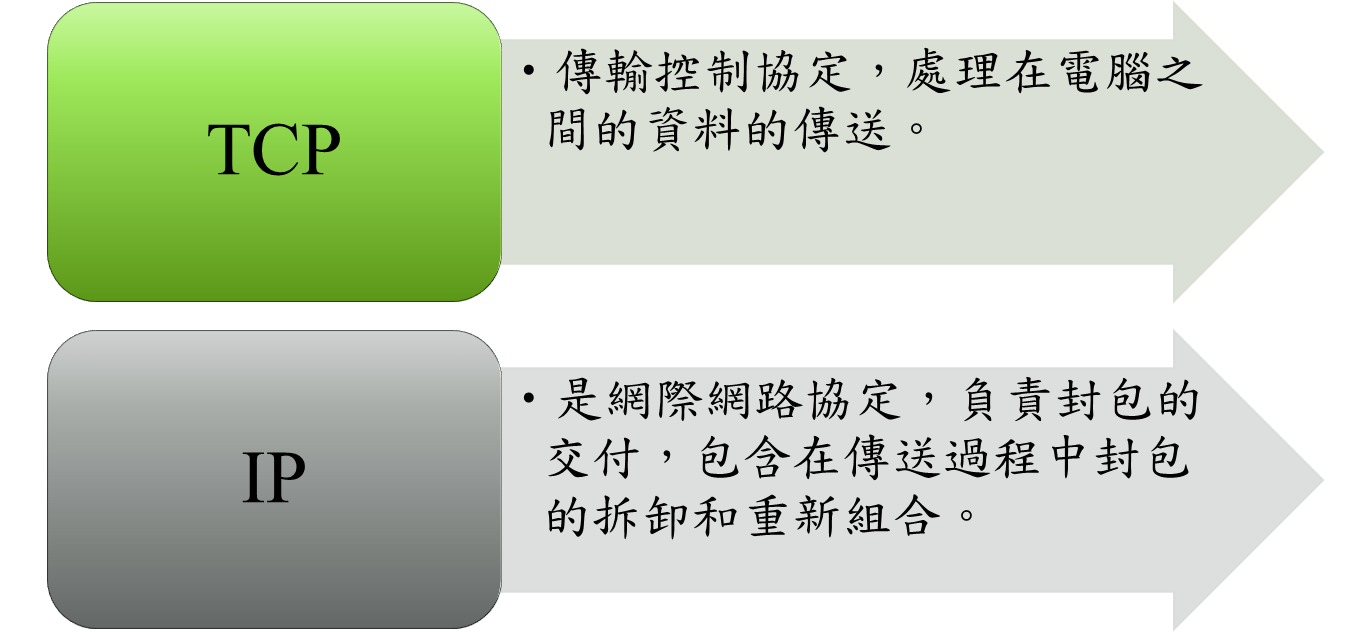 TCP
•傳輸控制協定，處理在電腦之
間的資料的傳送。
IP
•是網際網路協定，負責封包的
交付，包含在傳送過程中封包
的拆卸和重新組合。